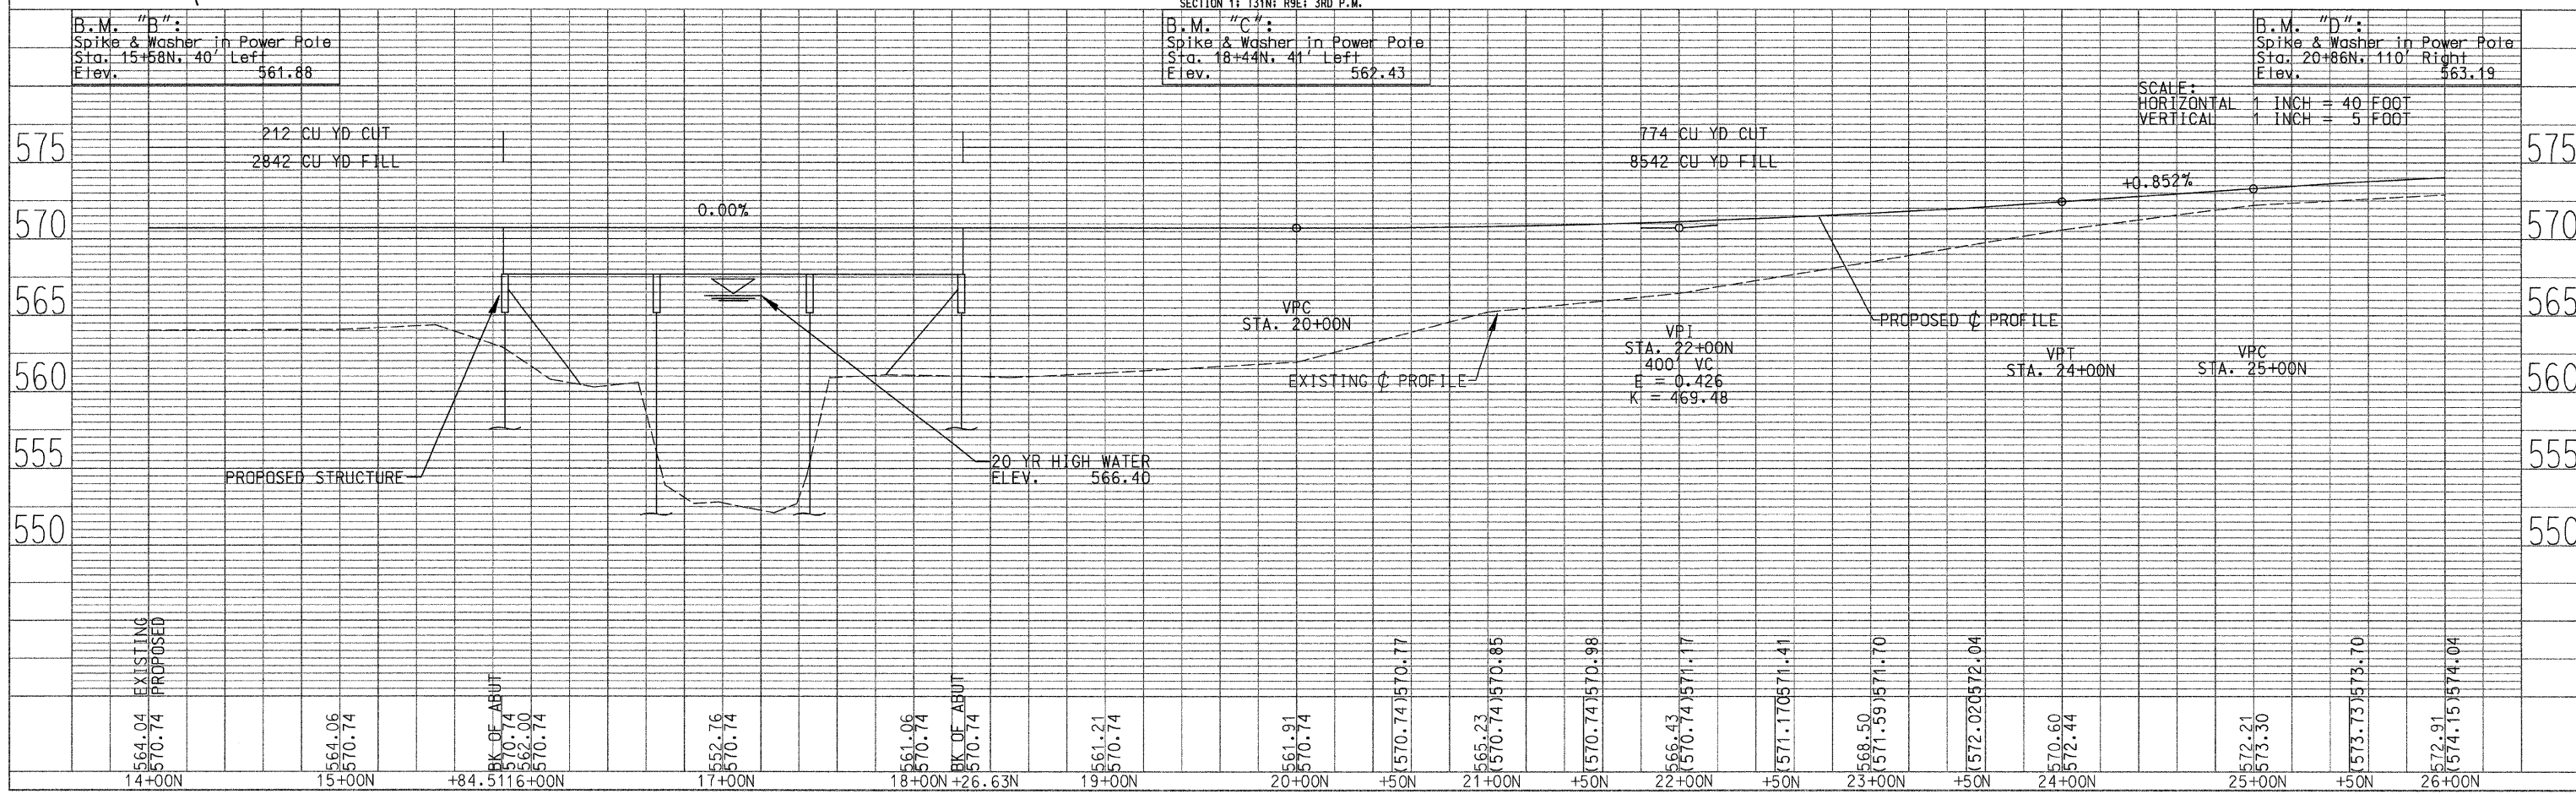 SECTION 1; T31N; R9E; 3RD P.M.
B.M. "B":
Spike & Washer in Power Pole
Sta. 15+58N, 40' Left
Elev. 561.88
B.M. "C":
Spike & Washer in Power Pole
Sta. 18+44N, 41' Left
Elev. 562.43
B.M. "D":
Spike & Washer in Power Pole
Sta. 20+86N, 110' Right
Elev. 563.19
SCALE:
HORIZONTAL 1 INCH = 40 FOOT
VERTICAL 1 INCH = 5 FOOT
212 CU YD CUT
2842 CU YD FILL
774 CU YD CUT
8542 CU YD FILL
575
575
570
570
565
565
560
560
555
555
550
550
0.00%
+0.852%
VPC
STA. 20+00N
VPI
STA. 22+00N
400' VC
E = 0.426
K = 469.48
PROPOSED ℄ PROFILE
VPT
STA. 24+00N
VPC
STA. 25+00N
EXISTING ℄ PROFILE
PROPOSED STRUCTURE
20 YR HIGH WATER
ELEV. 566.40
564.04 EXISTING
570.74 PROPOSED
564.06
570.74
BK OF ABUT
570.74
562.00
570.74
552.76
570.74
561.06
570.74
BK OF ABUT
570.74
561.21
570.74
561.91
570.74
(570.74)570.77
565.23
(570.74)570.85
(570.74)570.98
566.43
(570.74)571.17
(571.170571.41
568.50
(571.59)571.70
(572.020572.04
570.60
572.44
572.21
573.30
(573.73)573.70
572.91
(574.15)574.04
14+00N
15+00N
+84.51
16+00N
17+00N
18+00N
+26.63N
19+00N
20+00N
+50N
21+00N
+50N
22+00N
+50N
23+00N
+50N
24+00N
25+00N
+50N
26+00N